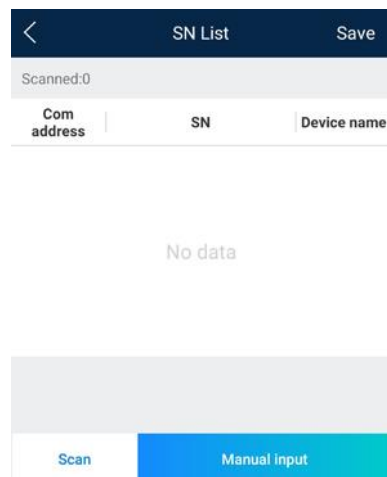 SN List
Save
Scanned:0
Com
address
SN
Device name
No data
Scan
Manual input